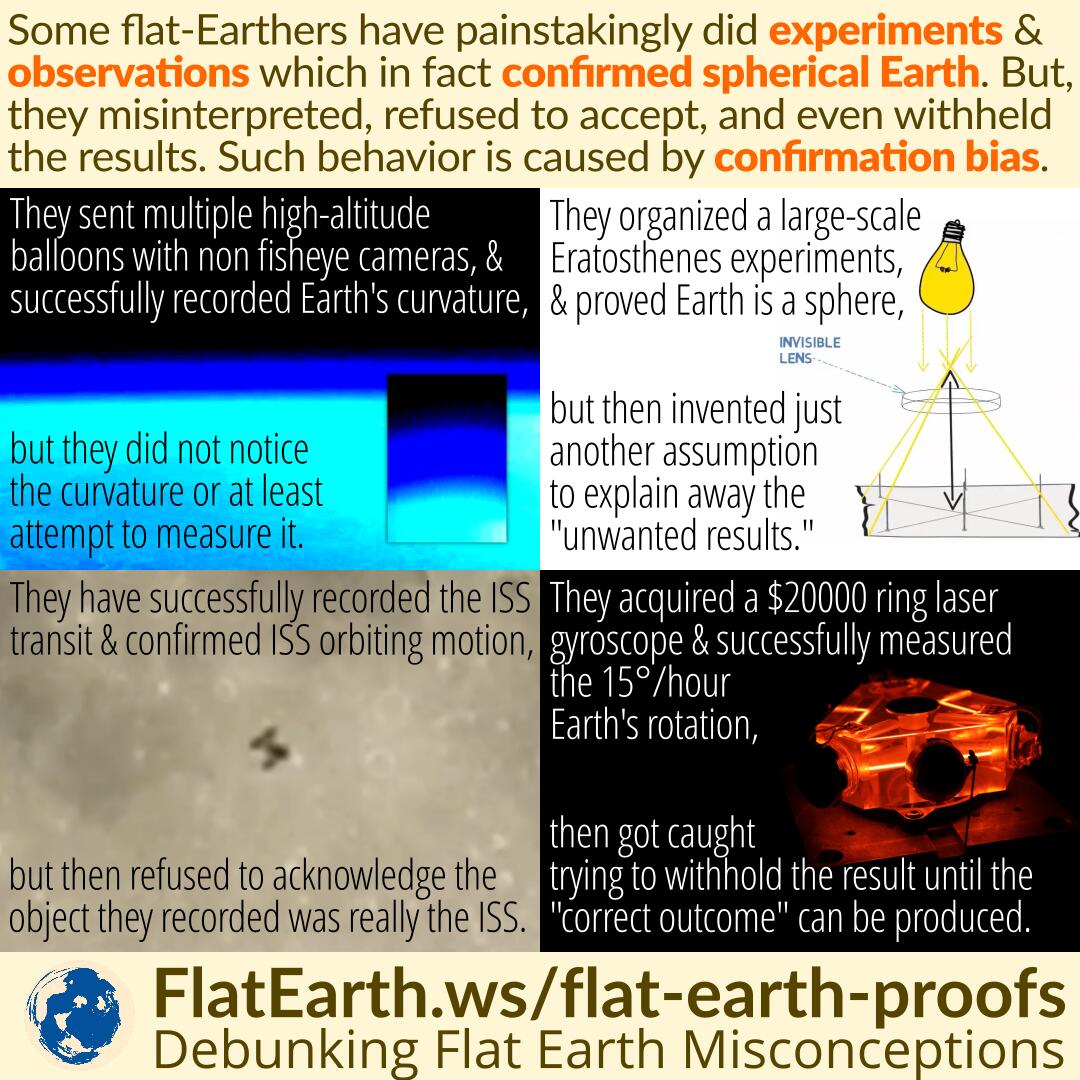 Some flat-Earthers have painstakingly did experiments &
observations which in fact confirmed spherical Earth. But,
they misinterpreted, refused to accept, and even withheld
the results. Such behavior is caused by confirmation bias.
They sent multiple high-altitude
balloons with non fisheye cameras, &
successfully recorded Earth's curvature,
but they did not notice
the curvature or at least
attempt to measure it.
They organized a large-scale
Eratosthenes experiments,
& proved Earth is a sphere,
INVISIBLE
LENS
but then invented just
another assumption
to explain away the
"unwanted results."
They have successfully recorded the ISS
transit & confirmed ISS orbiting motion,
but then refused to acknowledge the
object they recorded was really the ISS.
They acquired a $20000 ring laser
gyroscope & successfully measured
the 15°/hour
Earth's rotation,
then got caught
trying to withhold the result until the
"correct outcome" can be produced.
FlatEarth.ws/flat-earth-proofs
Debunking Flat Earth Misconceptions